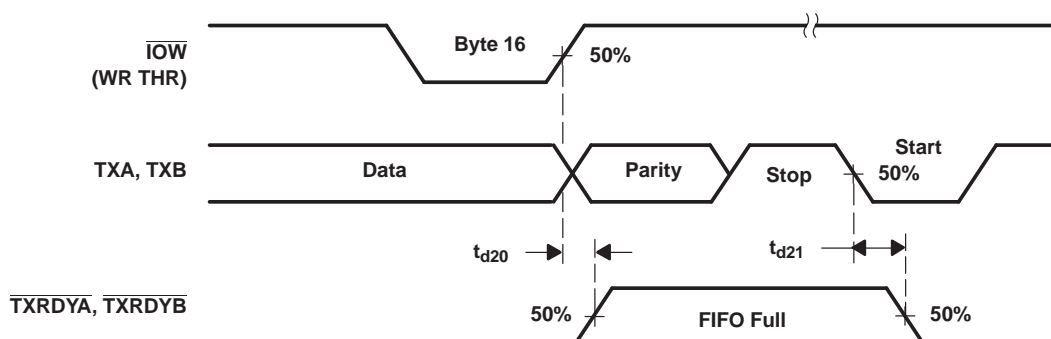 IOW
(WR THR)
Byte 16
50%
TXA, TXB
Data
Parity
Stop
Start
50%
td20
td21
TXRDYA, TXRDYB
50%
FIFO Full
50%